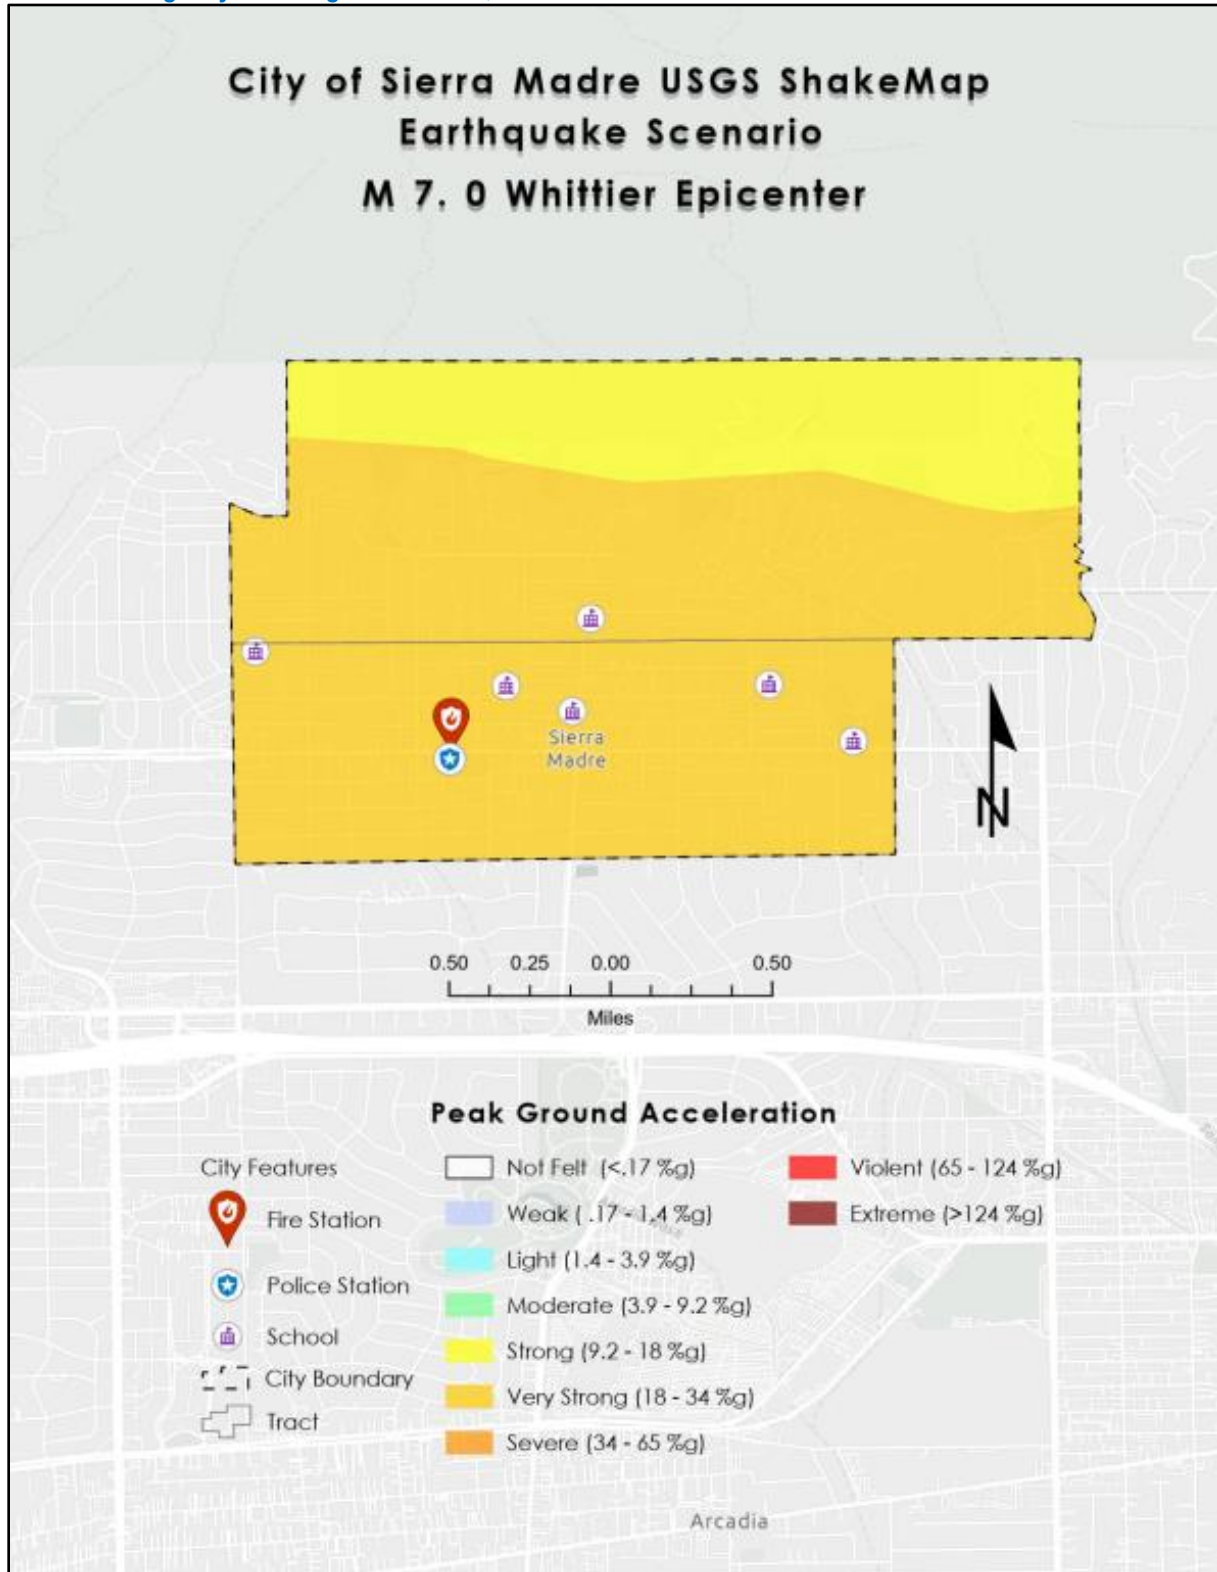 City of Sierra Madre USGS ShakeMap
Earthquake Scenario
M 7. 0 Whittier Epicenter
Sierra
Madre
N
0.50 0.25 0.00 0.50
Miles
Peak Ground Acceleration
City Features
Fire Station
Police Station
School
City Boundary
Tract
Not Felt (<.17 %g)
Weak ( .17 - 1.4 %g)
Light (1.4 - 3.9 %g)
Moderate (3.9 - 9.2 %g)
Strong (9.2 - 18 %g)
Very Strong (18 - 34 %g)
Severe (34 - 65 %g)
Violent (65 - 124 %g)
Extreme (>124 %g)
Arcadia